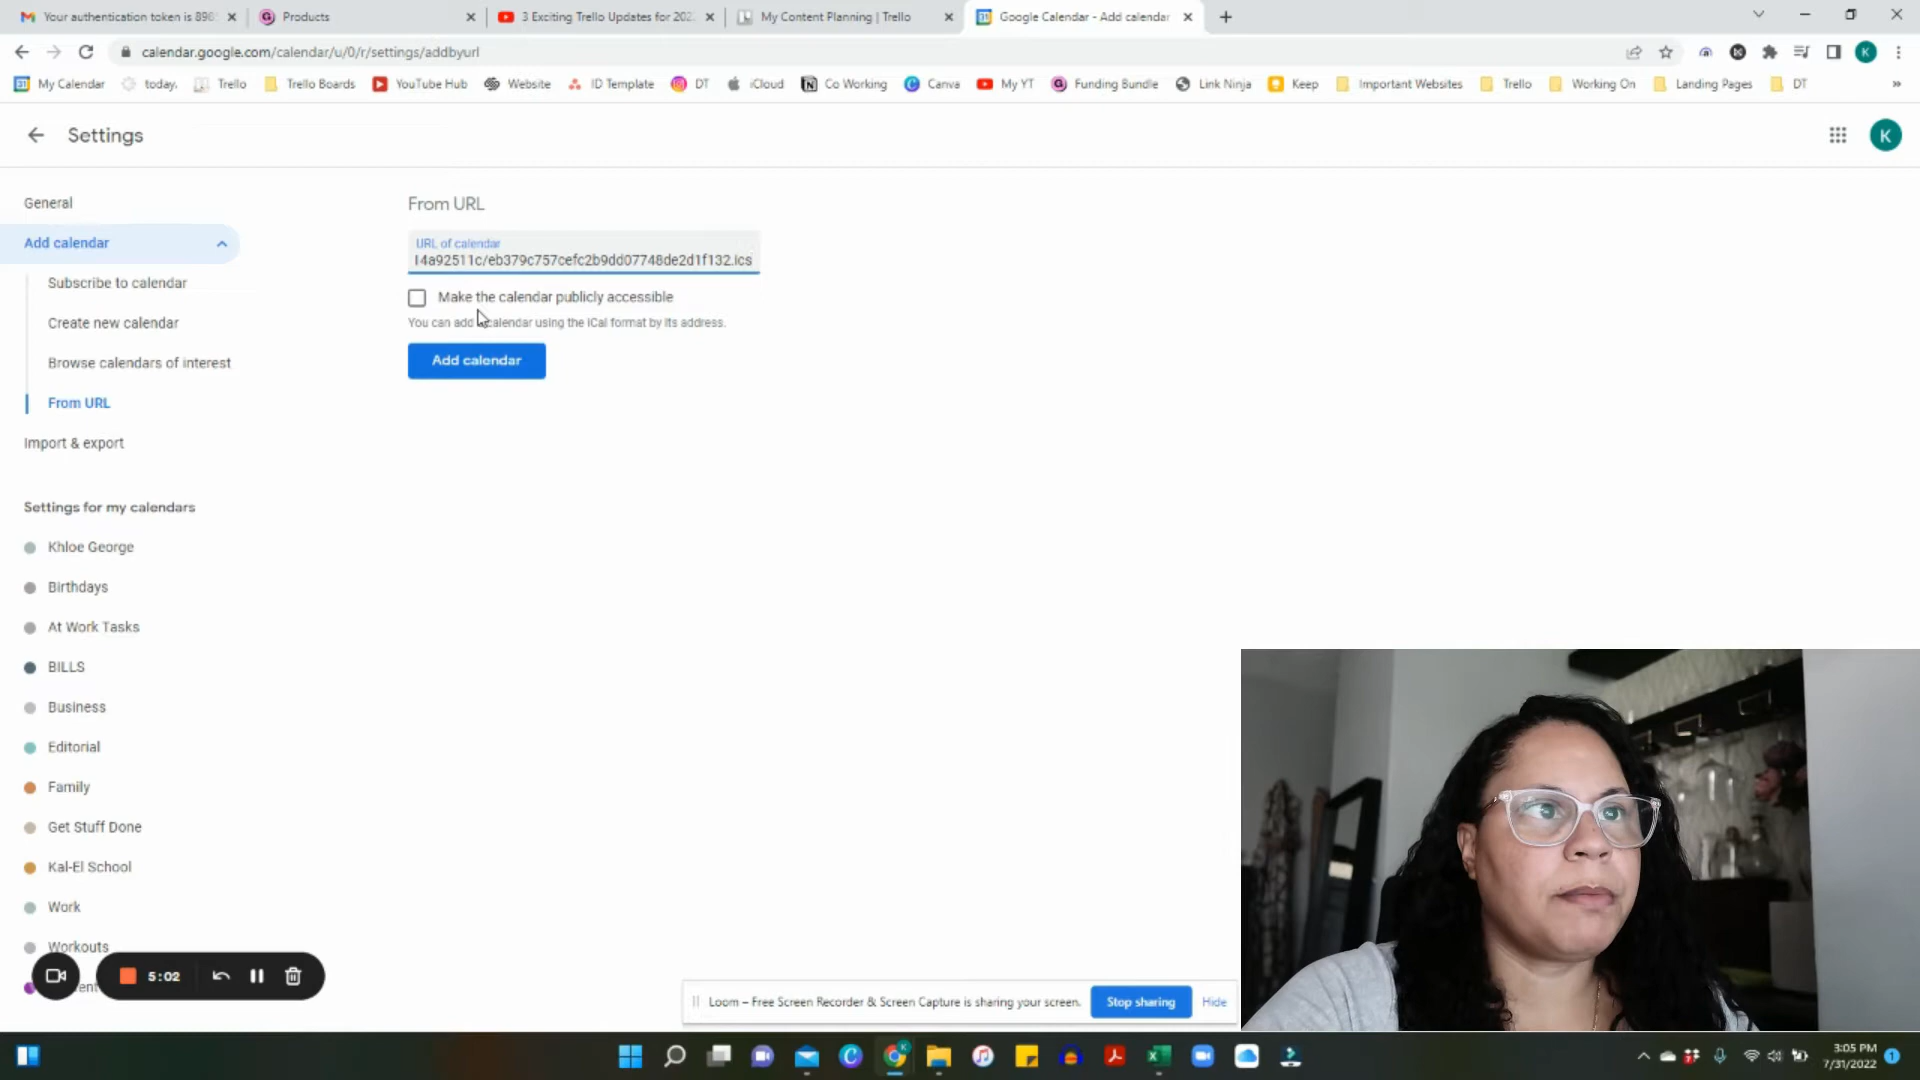 Your authentication token is 898
Products
3 Exciting Trello Updates for 202
My Content Planning | Trello
Google Calendar - Add calendar
calendar.google.com/calendar/u/0/r/settings/addbyurl
My Calendar
today.
Trello
Trello Boards
YouTube Hub
Website
ID Template
DT
iCloud
Co Working
Canva
My YT
Funding Bundle
Link Ninja
Keep
Important Websites
Trello
Working On
Landing Pages
DT
Settings
K
General
Add calendar
Subscribe to calendar
Create new calendar
Browse calendars of interest
From URL
Import & export
From URL
URL of calendar
14a92511c/eb379c757cefc2b9dd07748de2d1f132.ics
Make the calendar publicly accessible
You can add calendar using the iCal format by its address.
Add calendar
Settings for my calendars
Khloe George
Birthdays
At Work Tasks
BILLS
Business
Editorial
Family
Get Stuff Done
Kal-El School
Work
Workouts
5:02
Loom – Free Screen Recorder & Screen Capture is sharing your screen.
Stop sharing
Hide
3:05 PM
7/31/2022